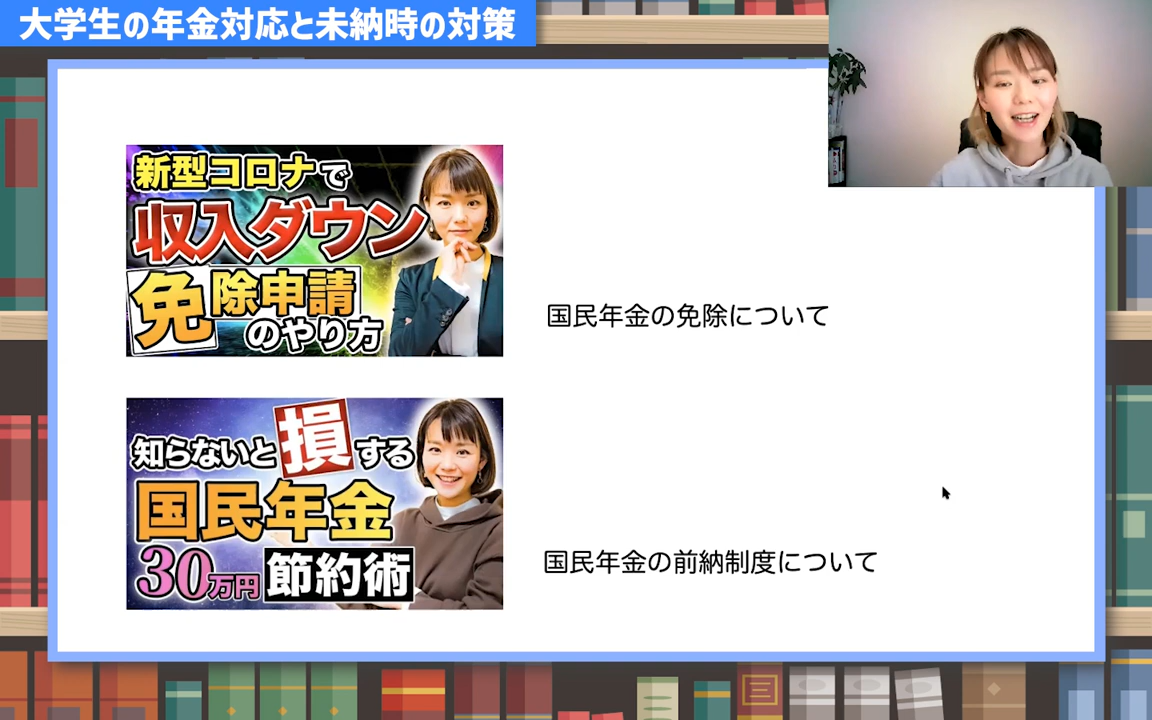 大学生の年金対応と未納時の対策
新型コロナで
収入ダウン
免除申請
のやり方
国民年金の免除について
知らないと損する
国民年金
30万円節約術
国民年金の前納制度について